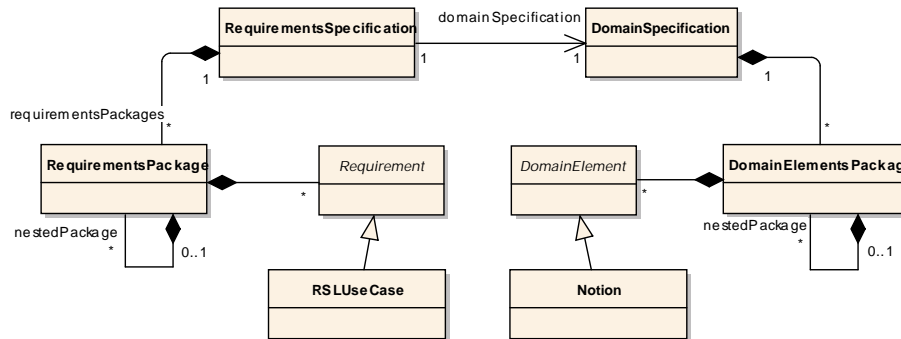 domainSpecification
RequirementsSpecification
DomainSpecification
1
1
1
1
requirementsPackages
*
*
RequirementsPackage
Requirement
DomainElement
DomainElementsPackag
*
*
nestedPackage
*
0..1
nestedPackage
*
0..1
RSLUseCase
Notion